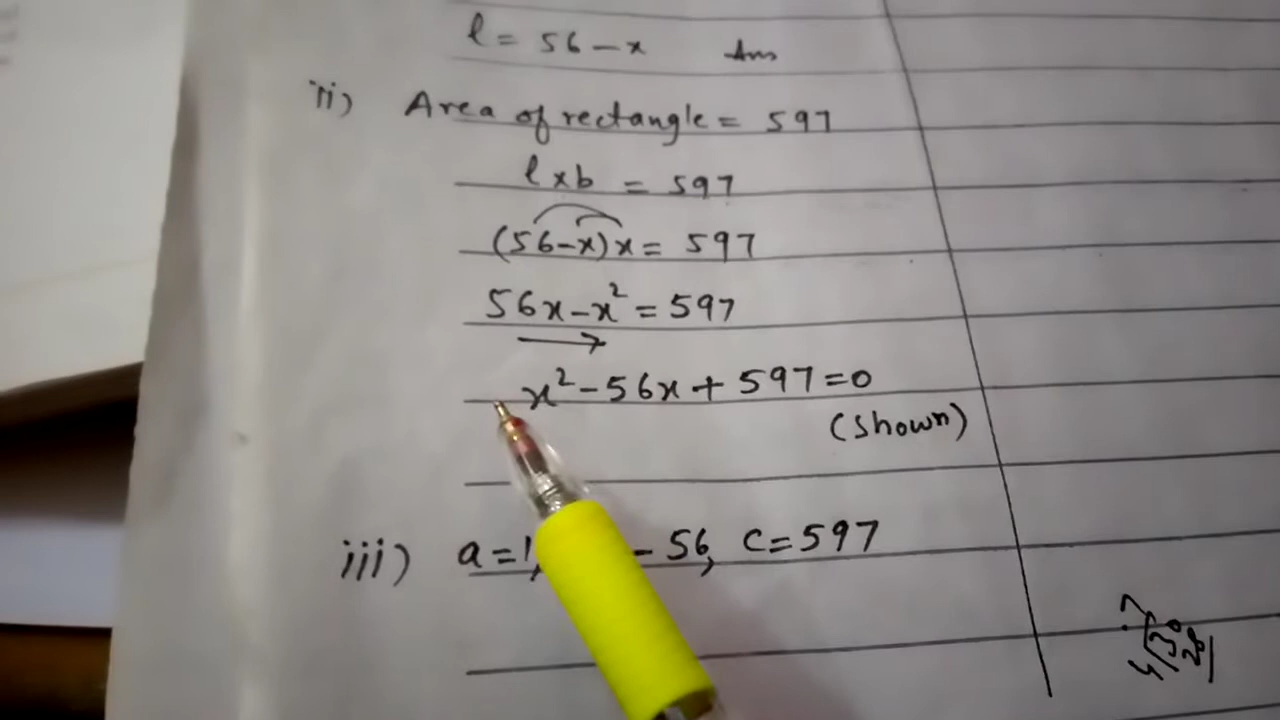 l = 56 - x Ans
ii) Area of rectangle = 597
l x b = 597
(56-x)x = 597
56x - x² = 597
x² - 56x + 597 = 0
(Shown)
iii) a = 1, - 56, c = 597